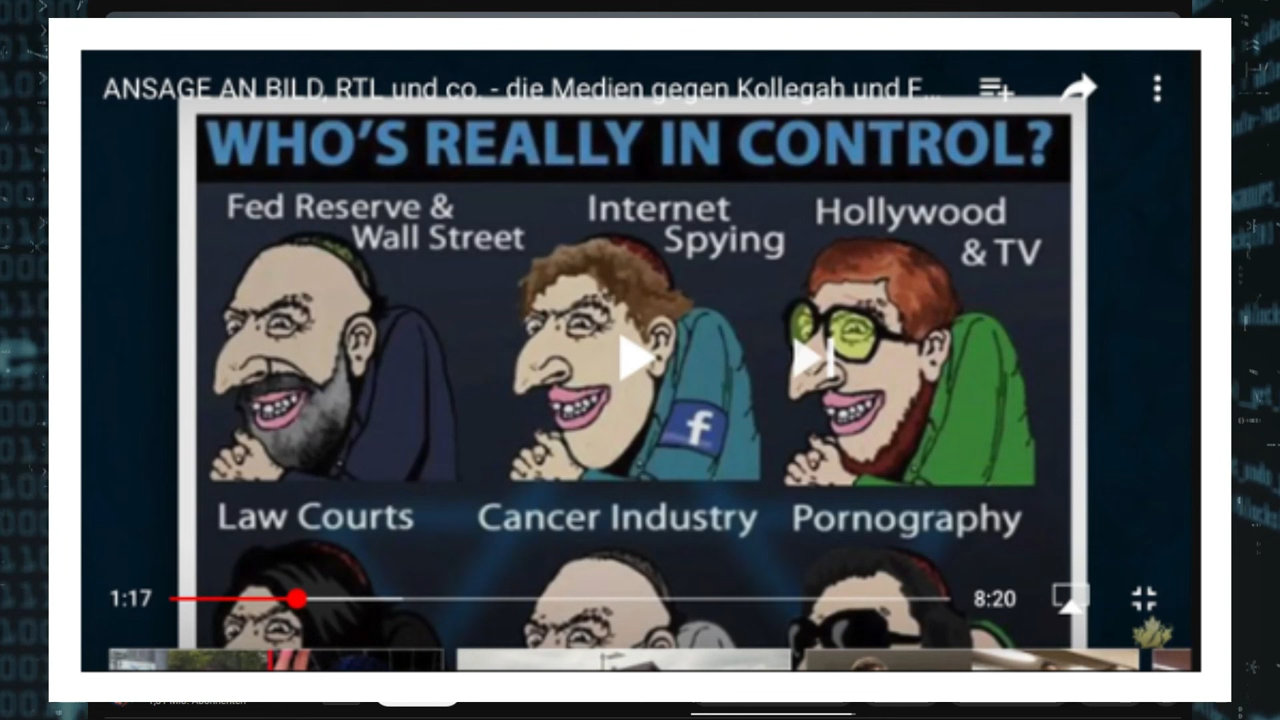 ANSAGE AN BILD, RTL und co. - die Medien gegen Kollegah und F...
WHO'S REALLY IN CONTROL?
Fed Reserve &
Wall Street
Internet
Spying
Hollywood
& TV
f
Law Courts
Cancer Industry
Pornography
1:17
8:20